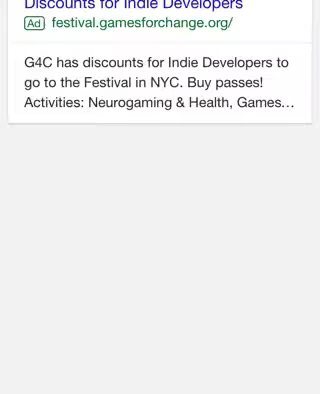 Discounts for Indie Developers
Ad festival.gamesforchange.org/
G4C has discounts for Indie Developers to
go to the Festival in NYC. Buy passes!
Activities: Neurogaming & Health, Games...